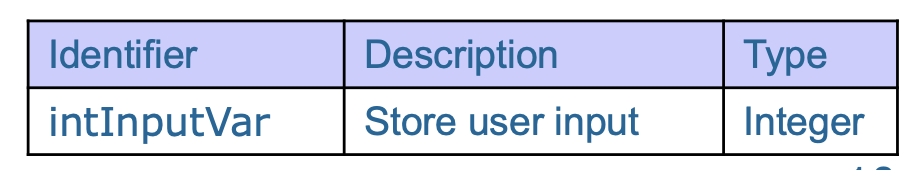 Identifier Description Type
intInputVar Store user input Integer